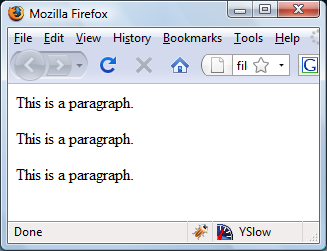 Mozilla Firefox
File Edit View History Bookmarks Tools Help
fil G
This is a paragraph.
This is a paragraph.
This is a paragraph.
Done YSlow